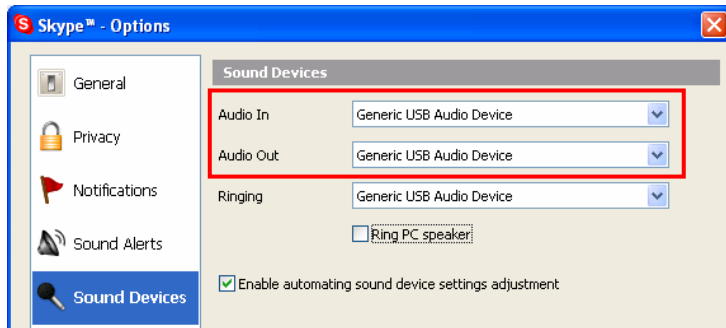 Skype™ - Options
General
Privacy
Notifications
Sound Alerts
Sound Devices
Sound Devices
Audio In Generic USB Audio Device
Audio Out Generic USB Audio Device
Ringing Generic USB Audio Device
Ring PC speaker
Enable automating sound device settings adjustment